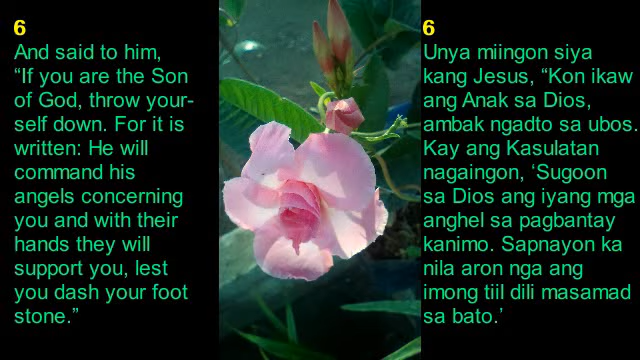 6
And said to him,
“If you are the Son
of God, throw your-
self down. For it is
written: He will
command his
angels concerning
you and with their
hands they will
support you, lest
you dash your foot
stone.”
6
Unya miingon siya
kang Jesus, “Kon ikaw
ang Anak sa Dios,
ambak ngadto sa ubos.
Kay ang Kasulatan
nagaingon, ‘Sugoon
sa Dios ang iyang mga
anghel sa pagbantay
kanimo. Sapnayon ka
nila aron nga ang
imong tiil dili masamad
sa bato.’